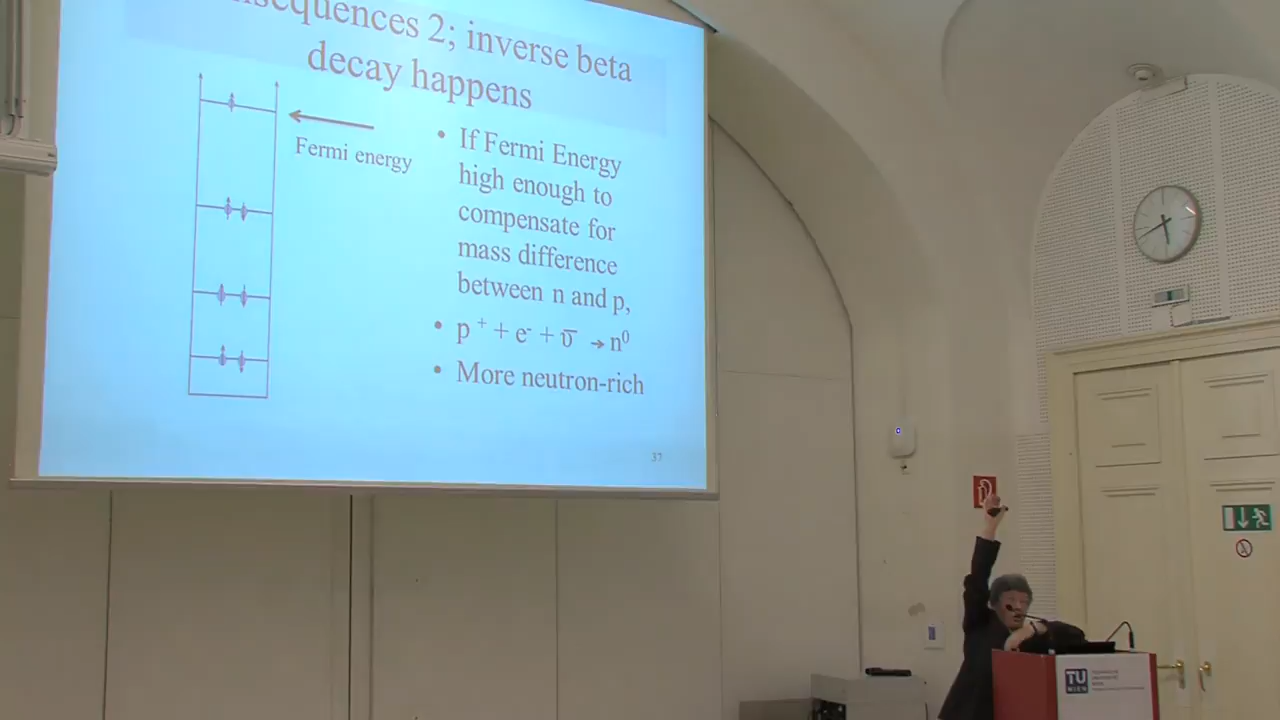 nsequences 2; inverse beta
decay happens
Fermi energy
• If Fermi Energy
high enough to
compensate for
mass difference
between n and p,
• p⁺ + e⁻ + ῡ → n⁰
• More neutron-rich
37
TU
WIEN